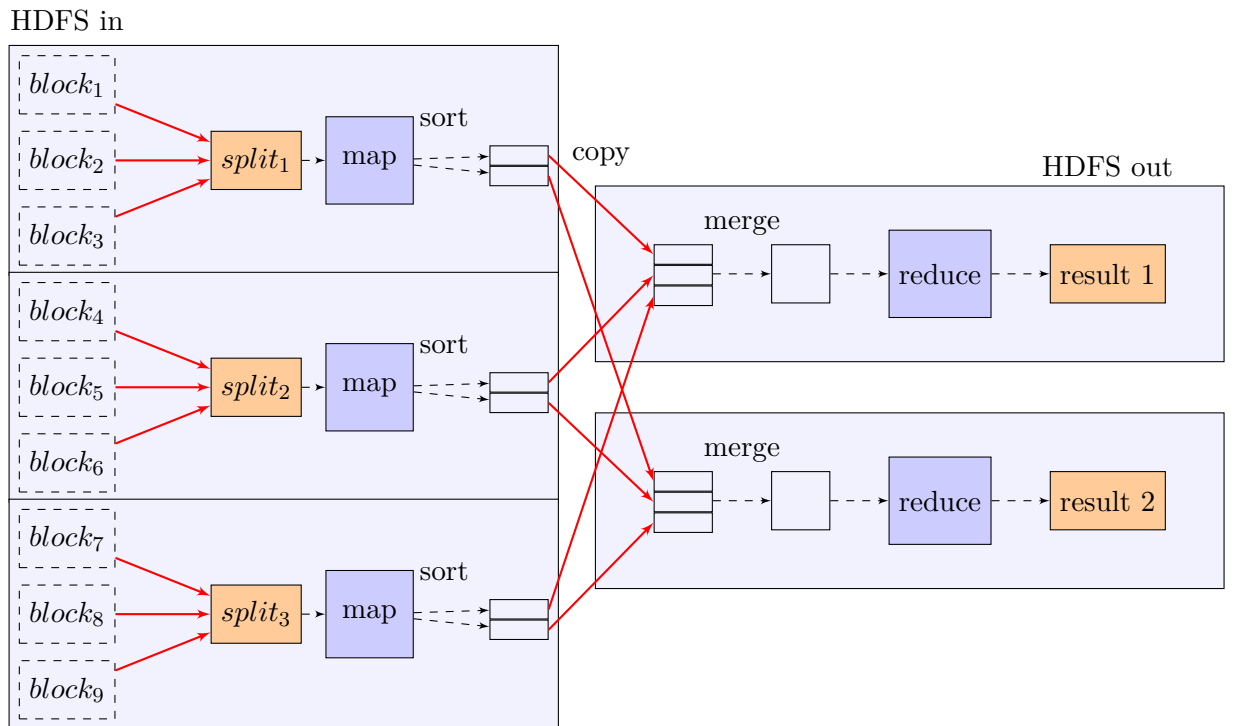 HDFS in
block₁
block₂
block₃
split₁
map
sort
copy
block₄
block₅
block₆
split₂
map
sort
block₇
block₈
block₉
split₃
map
sort
HDFS out
merge
reduce
result 1
merge
reduce
result 2